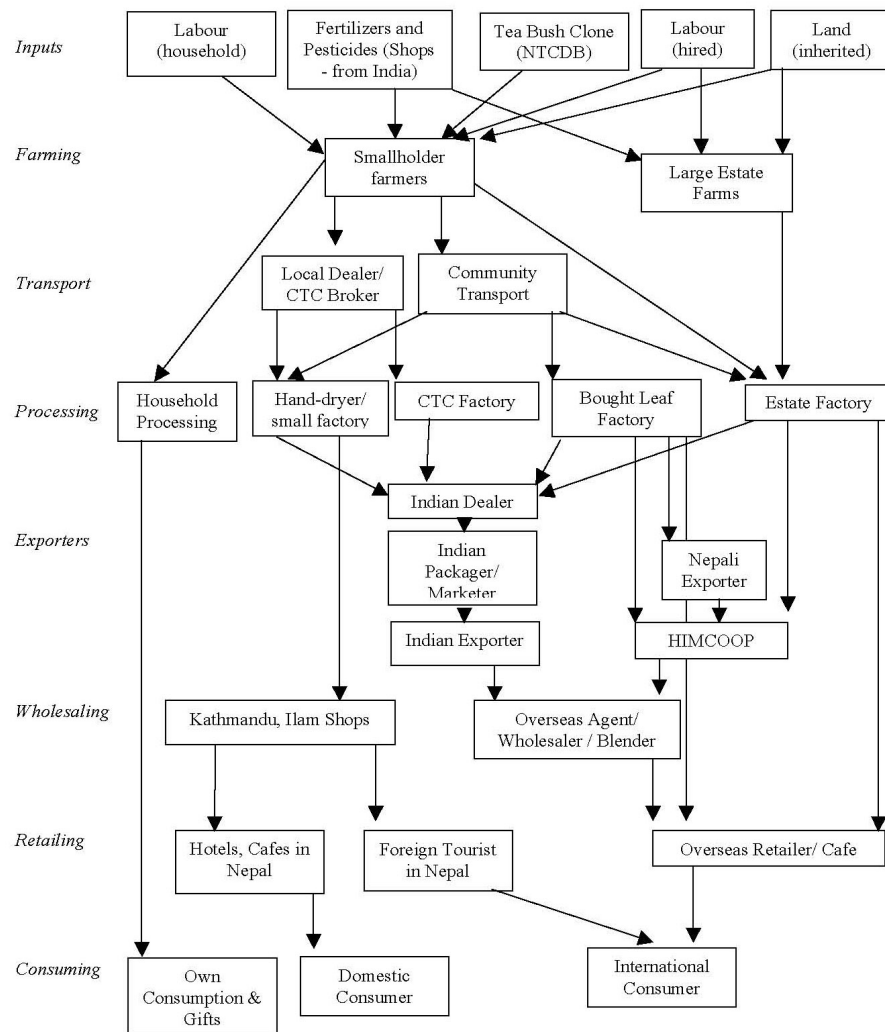 Inputs
Labour
(household)
Fertilizers and
Pesticides (Shops
- from India)
Tea Bush Clone
(NTCDB)
Labour
(hired)
Land
(inherited)
Farming
Smallholder
farmers
Large Estate
Farms
Transport
Local Dealer/
CTC Broker
Community
Transport
Processing
Household
Processing
Hand-dryer/
small factory
CTC Factory
Bought Leaf
Factory
Estate Factory
Indian Dealer
Exporters
Indian
Packager/
Marketer
Nepali
Exporter
Indian Exporter
HIMCOOP
Wholesaling
Kathmandu, Ilam Shops
Overseas Agent/
Wholesaler / Blender
Retailing
Hotels, Cafes in
Nepal
Foreign Tourist
in Nepal
Overseas Retailer/ Cafe
Consuming
Own
Consumption &
Gifts
Domestic
Consumer
International
Consumer